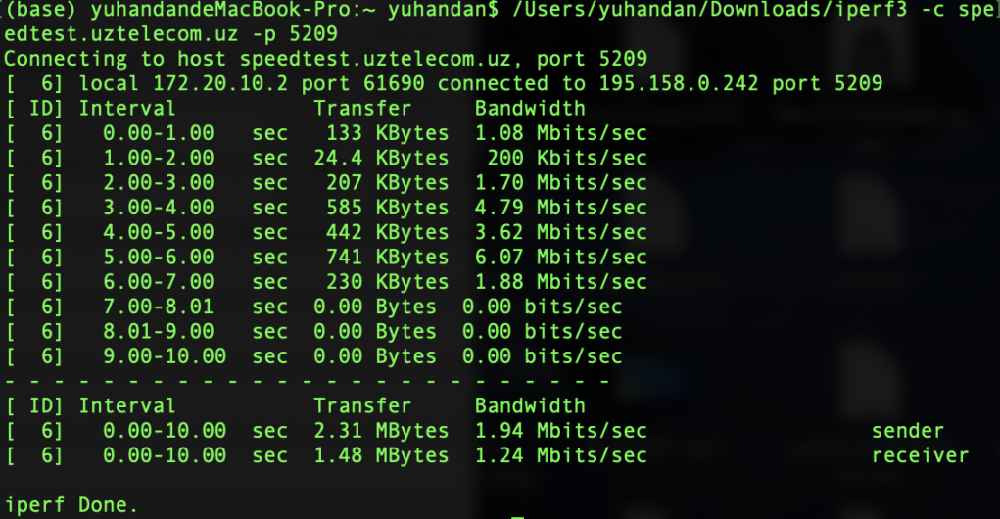 (base) yuhandandeMacBook-Pro:~ yuhandan$ /Users/yuhandan/Downloads/iperf3 -c spe
edtest.uztelecom.uz -p 5209
Connecting to host speedtest.uztelecom.uz, port 5209
[  6] local 172.20.10.2 port 61690 connected to 195.158.0.242 port 5209
[ ID] Interval           Transfer     Bandwidth
[  6]   0.00-1.00   sec   133 KBytes  1.08 Mbits/sec
[  6]   1.00-2.00   sec  24.4 KBytes   200 Kbits/sec
[  6]   2.00-3.00   sec   207 KBytes  1.70 Mbits/sec
[  6]   3.00-4.00   sec   585 KBytes  4.79 Mbits/sec
[  6]   4.00-5.00   sec   442 KBytes  3.62 Mbits/sec
[  6]   5.00-6.00   sec   741 KBytes  6.07 Mbits/sec
[  6]   6.00-7.00   sec   230 KBytes  1.88 Mbits/sec
[  6]   7.00-8.01   sec  0.00 Bytes  0.00 bits/sec
[  6]   8.01-9.00   sec  0.00 Bytes  0.00 bits/sec
[  6]   9.00-10.00  sec  0.00 Bytes  0.00 bits/sec
- - - - - - - - - - - - - - - - - - - - - - - - -
[ ID] Interval           Transfer     Bandwidth
[  6]   0.00-10.00  sec  2.31 MBytes  1.94 Mbits/sec                  sender
[  6]   0.00-10.00  sec  1.48 MBytes  1.24 Mbits/sec                  receiver
iperf Done.